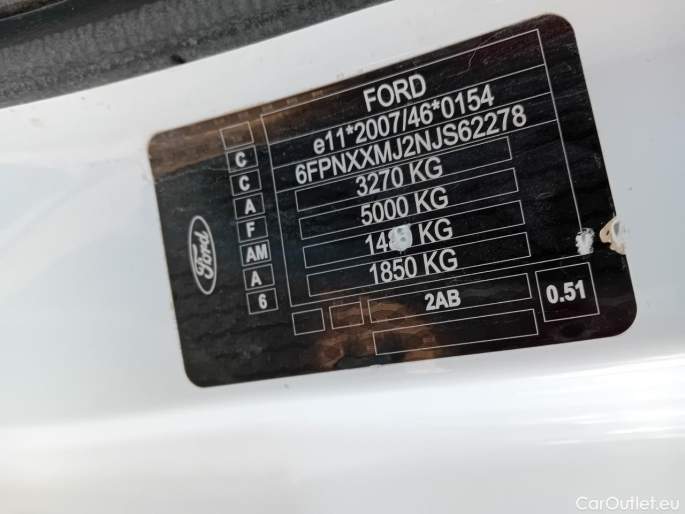 FORD
e11*2007/46*0154
6FPNXXMJ2NJS62278
3270 KG
5000 KG
KG
1850 KG
C
C
A
F
AM
A
6
Ford
2AB
0.51
CarOutlet.eu